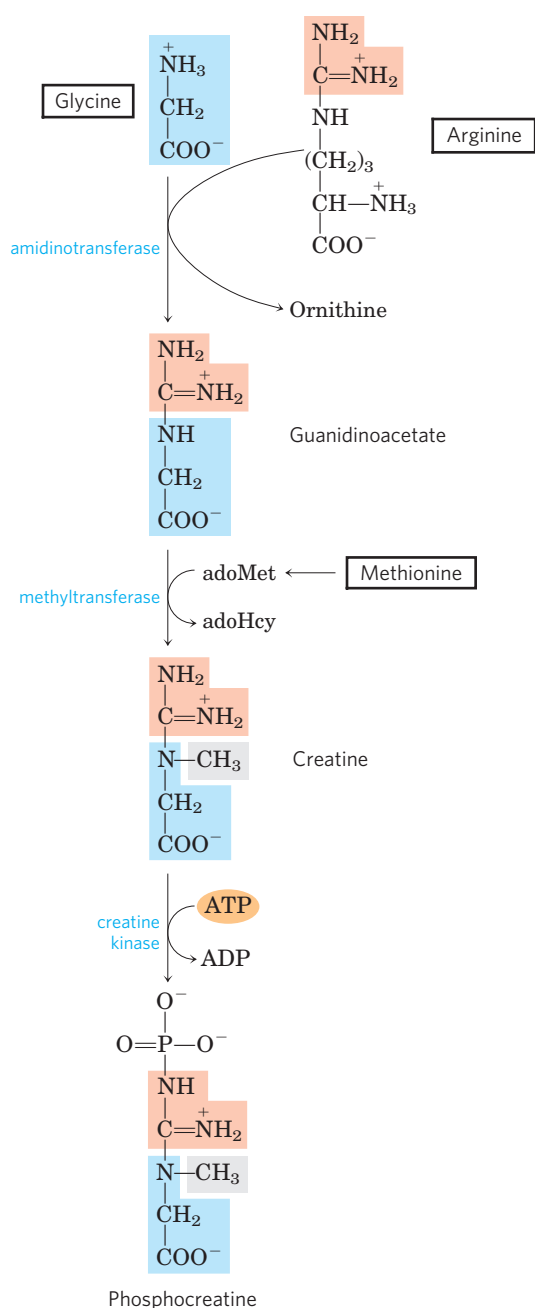 NH₂
⁺NH₃
C=⁺NH₂
Glycine
CH₂
NH
Arginine
COO⁻
(CH₂)₃
CH—⁺NH₃
amidinotransferase
COO⁻
Ornithine
NH₂
C=⁺NH₂
NH
Guanidinoacetate
CH₂
COO⁻
adoMet
Methionine
methyltransferase
adoHcy
NH₂
C=⁺NH₂
N—CH₃
Creatine
CH₂
COO⁻
ATP
creatine
kinase
ADP
O⁻
O=P—O⁻
NH
C=⁺NH₂
N—CH₃
CH₂
COO⁻
Phosphocreatine